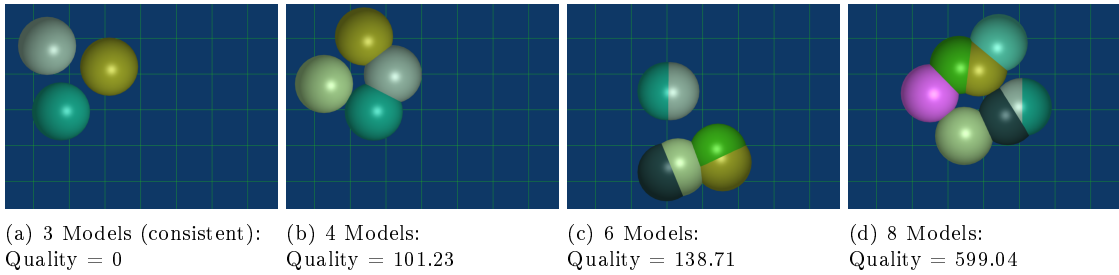 (a) 3 Models (consistent):
Quality = 0
(b) 4 Models:
Quality = 101.23
(c) 6 Models:
Quality = 138.71
(d) 8 Models:
Quality = 599.04